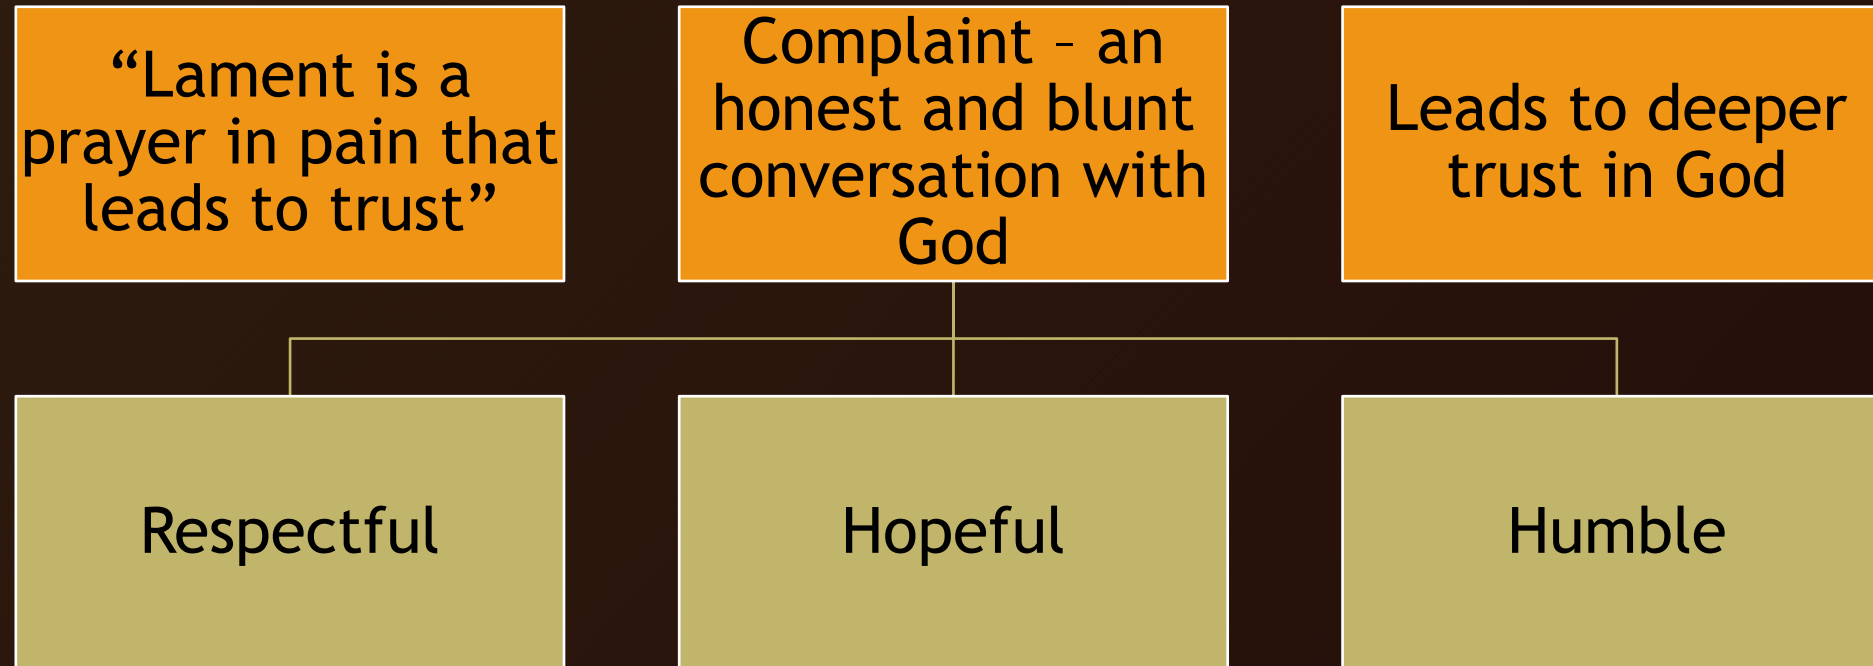 “Lament is a
prayer in pain that
leads to trust”
Complaint – an
honest and blunt
conversation with
God
Leads to deeper
trust in God
Respectful
Hopeful
Humble